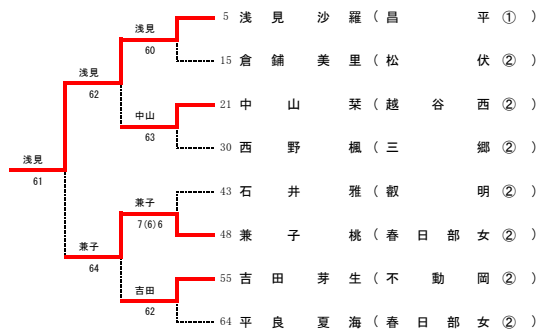 浅見
60
5 浅見 沙羅 ( 昌平 ① )
15 倉鋪 美里 ( 松伏 ② )
浅見
62
中山
63
21 中山 栞 ( 越谷西 ② )
30 西野 楓 ( 三郷 ② )
浅見
61
兼子
7(6)6
43 石井 雅 ( 叡明 ② )
48 兼子 桃 ( 春日部女 ② )
兼子
64
吉田
62
55 吉田 芽生 ( 不動岡 ② )
64 平良 夏海 ( 春日部女 ② )